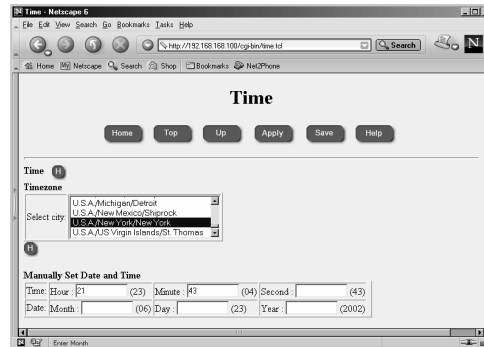 Time - Netscape 6
File Edit View Search Go Bookmarks Tasks Help
http://192.168.168.100/cgi-bin/time.tcl Search N
Home My Netscape Search Shop Bookmarks Net2Phone
Time
Home Top Up Apply Save Help
Time H
Timezone
Select city:
U.S.A./Michigan/Detroit
U.S.A./New Mexico/Shiprock
U.S.A./New York/New York
U.S.A./US Virgin Islands/St. Thomas
H
Manually Set Date and Time
Time: Hour : 21 (23) Minute : 43 (04) Second : (43)
Date: Month : (06) Day : (23) Year : (2002)
Enter Month